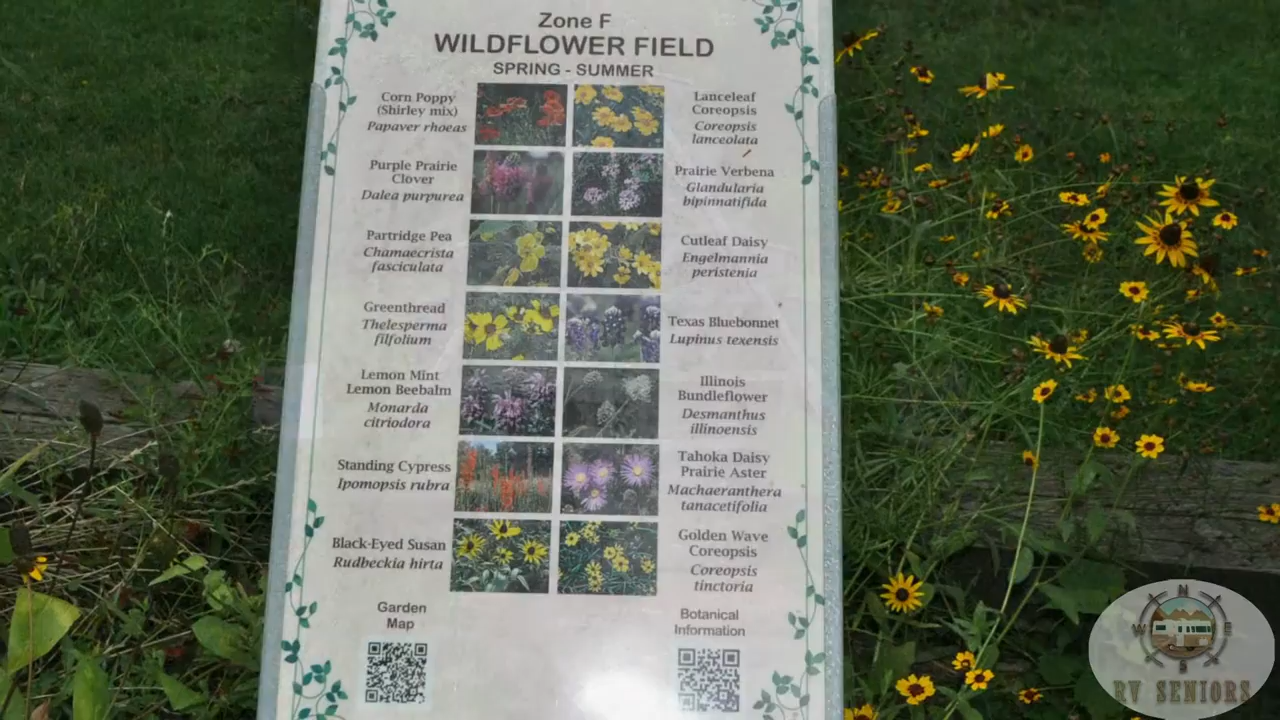 Zone F
WILDFLOWER FIELD
SPRING - SUMMER
Corn Poppy
(Shirley mix)
Papaver rhoeas
Lanceleaf
Coreopsis
Coreopsis
lanceolata
Purple Prairie
Clover
Dalea purpurea
Prairie Verbena
Glandularia
bipinnatifida
Partridge Pea
Chamaecrista
fasciculata
Cutleaf Daisy
Engelmannia
peristenia
Greenthread
Thelesperma
filfolium
Texas Bluebonnet
Lupinus texensis
Lemon Mint
Lemon Beebalm
Monarda
citriodora
Illinois
Bundleflower
Desmanthus
illinoensis
Standing Cypress
Ipomopsis rubra
Tahoka Daisy
Prairie Aster
Machaeranthera
tanacetifolia
Black-Eyed Susan
Rudbeckia hirta
Golden Wave
Coreopsis
Coreopsis
tinctoria
Garden
Map
Botanical
Information
N
W E
S
RV SENIORS